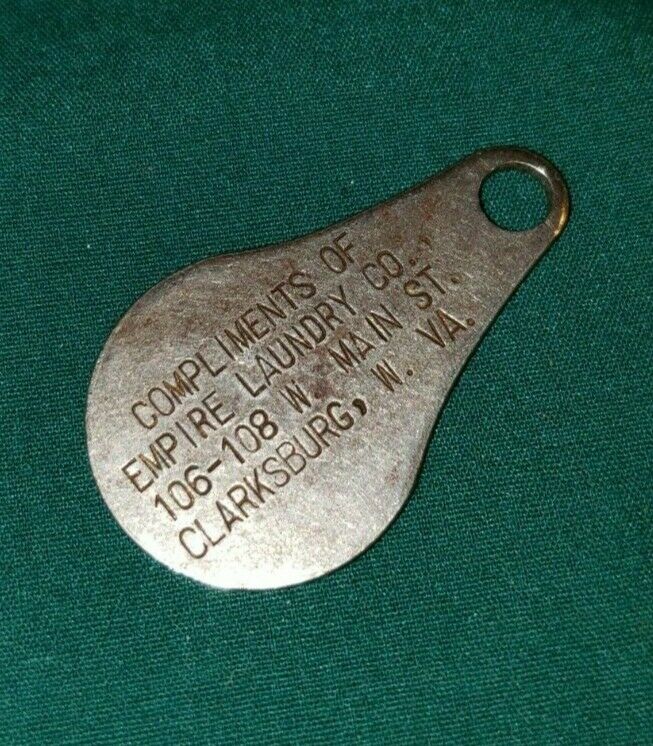 COMPLIMENTS OF
EMPIRE LAUNDRY CO.,
106-108 W. MAIN ST.
CLARKSBURG, W. VA.